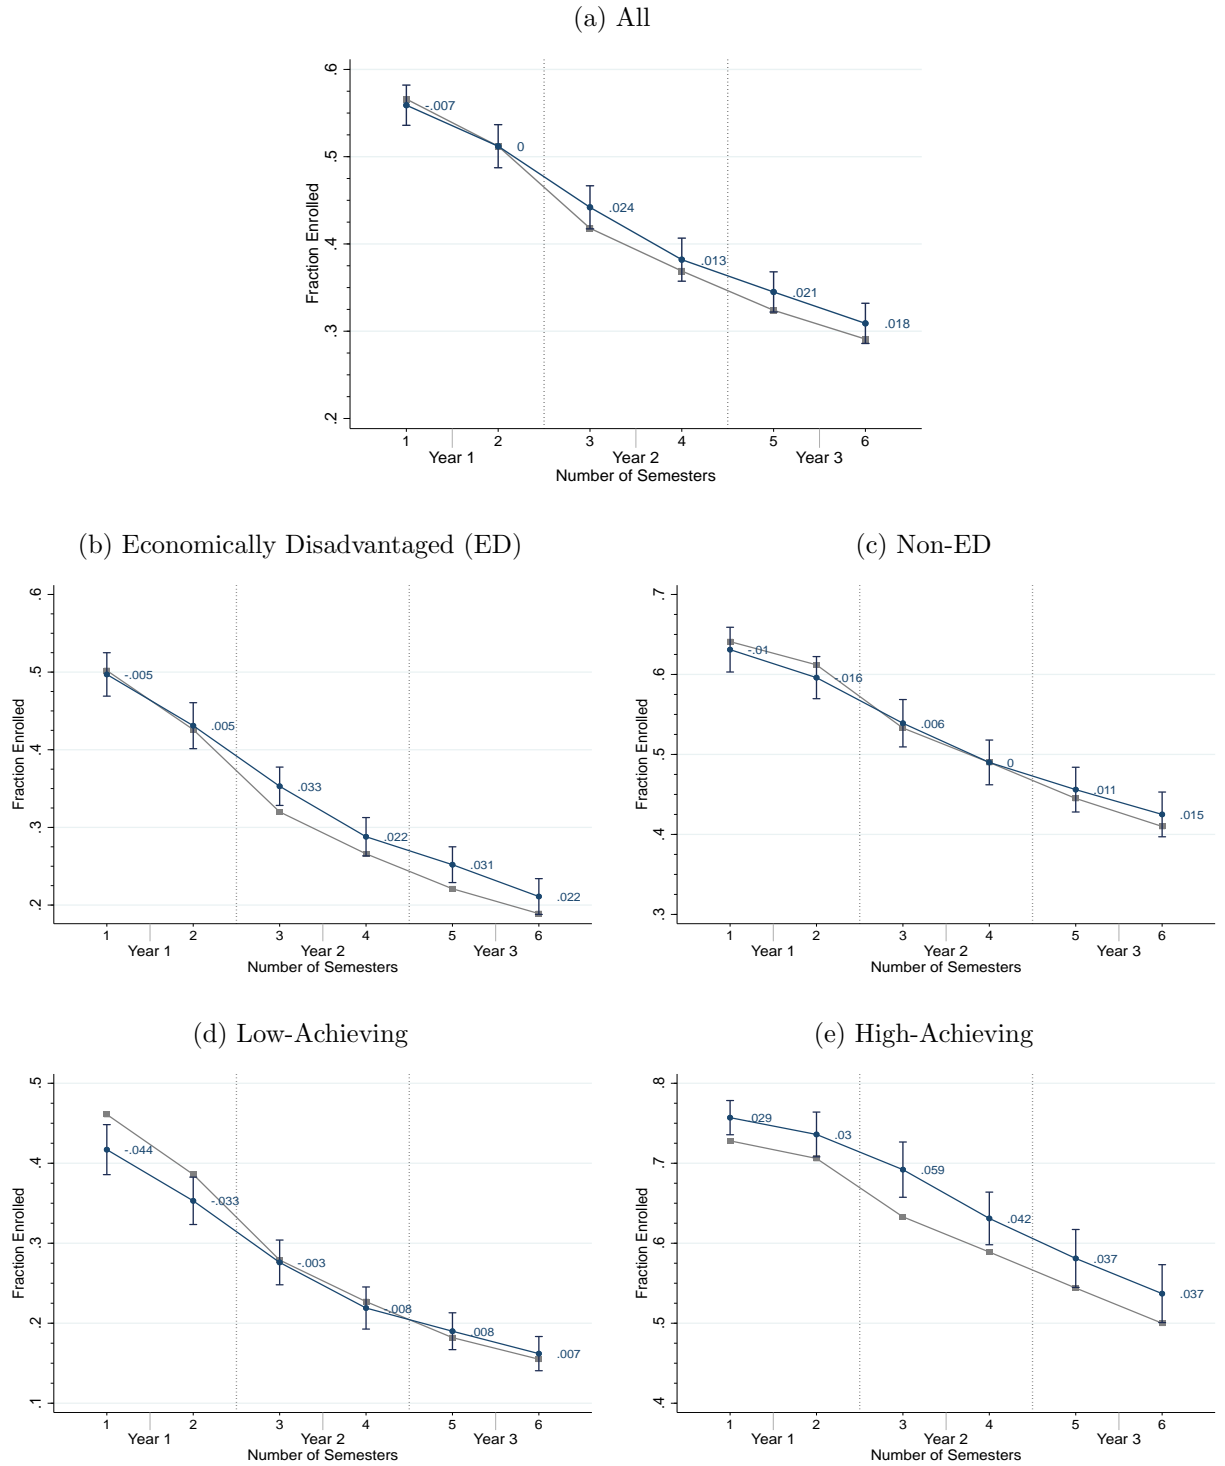 (a) All
Fraction Enrolled
.6
.5
.4
.3
.2
-.007
0
.024
.013
.021
.018
1 2 3 4 5 6
Year 1 Year 2 Year 3
Number of Semesters
(b) Economically Disadvantaged (ED)
Fraction Enrolled
.6
.5
.4
.3
.2
-.005
.005
.033
.022
.031
.022
1 2 3 4 5 6
Year 1 Year 2 Year 3
Number of Semesters
(c) Non-ED
Fraction Enrolled
.7
.6
.5
.4
.3
-.01
-.016
.006
0
.011
.015
1 2 3 4 5 6
Year 1 Year 2 Year 3
Number of Semesters
(d) Low-Achieving
Fraction Enrolled
.5
.4
.3
.2
.1
-.044
-.033
-.003
-.008
.008
.007
1 2 3 4 5 6
Year 1 Year 2 Year 3
Number of Semesters
(e) High-Achieving
Fraction Enrolled
.8
.7
.6
.5
.4
.029
.03
.059
.042
.037
.037
1 2 3 4 5 6
Year 1 Year 2 Year 3
Number of Semesters